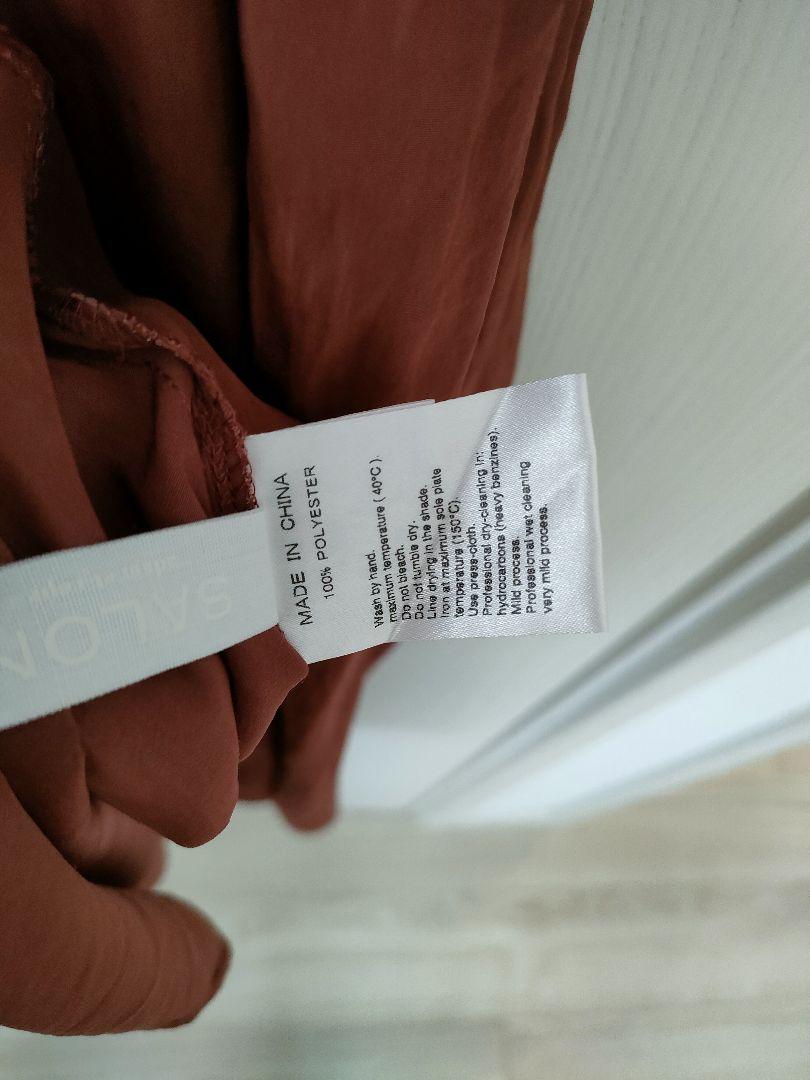 MADE IN CHINA
100% POLYESTER
Wash by hand.
maximum temperature ( 40°C ).
Do not bleach.
Do not tumble dry.
Line drying in the shade.
Iron at maximum sole plate
temperature (150°C).
Use press-cloth.
Professional dry-cleaning in:
hydrocarbons (heavy benzines).
Mild process.
Professional wet cleaning
very mild process.